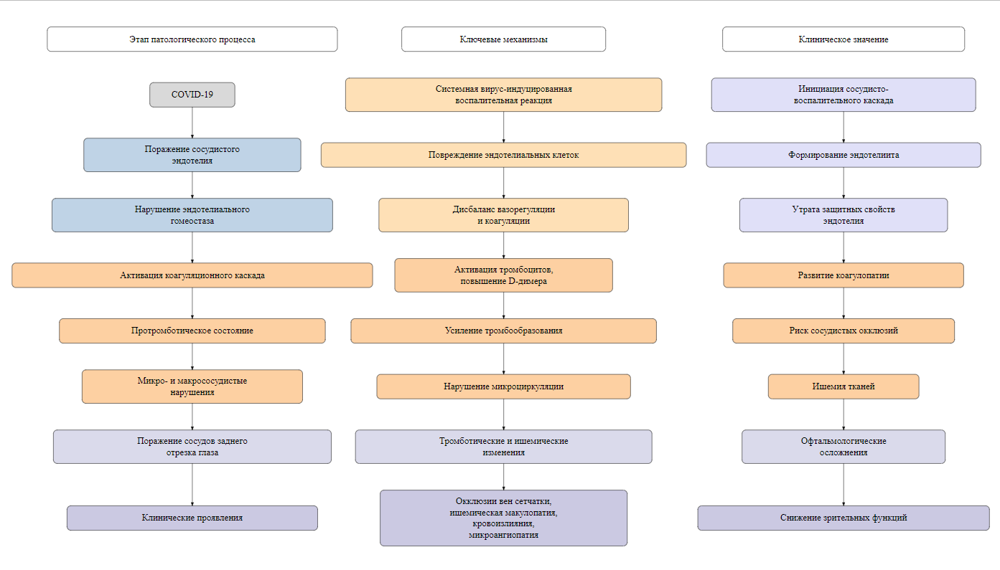 Этап патологического процесса
Ключевые механизмы
Клиническое значение
COVID-19
Системная вирус-индуцированная
воспалительная реакция
Инициация сосудисто-
воспалительного каскада
Поражение сосудистого
эндотелия
Повреждение эндотелиальных клеток
Формирование эндотелиита
Нарушение эндотелиального
гомеостаза
Дисбаланс вазорегуляции
и коагуляции
Утрата защитных свойств
эндотелия
Активация коагуляционного каскада
Активация тромбоцитов,
повышение D-димера
Развитие коагулопатии
Протромботическое состояние
Усиление тромбообразования
Риск сосудистых окклюзий
Микро- и макрососудистые
нарушения
Нарушение микроциркуляции
Ишемия тканей
Поражение сосудов заднего
отрезка глаза
Тромботические и ишемические
изменения
Офтальмологические
осложнения
Клинические проявления
Окклюзии вен сетчатки,
ишемическая макулопатия,
кровоизлияния,
микроангиопатия
Снижение зрительных функций